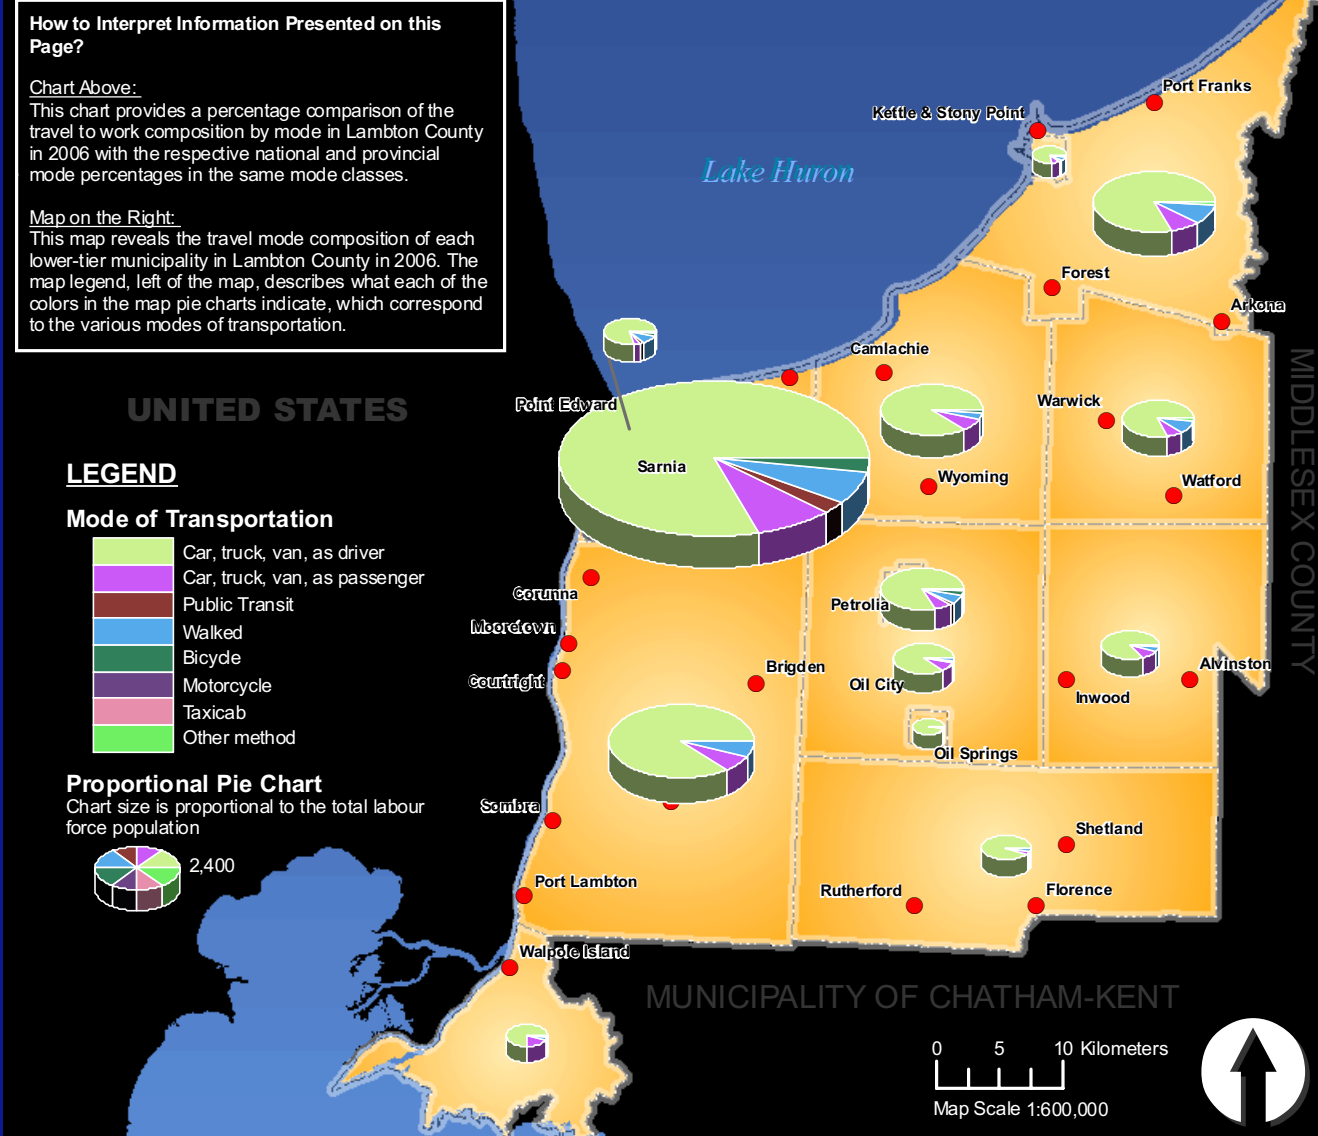 How to Interpret Information Presented on this
Page?
Chart Above:
This chart provides a percentage comparison of the
travel to work composition by mode in Lambton County
in 2006 with the respective national and provincial
mode percentages in the same mode classes.
Map on the Right:
This map reveals the travel mode composition of each
lower-tier municipality in Lambton County in 2006. The
map legend, left of the map, describes what each of the
colors in the map pie charts indicate, which correspond
to the various modes of transportation.
Port Franks
Kettle & Stony Point
Lake Huron
Forest
Arkona
Camlachie
MIDDLESEX COUNTY
UNITED STATES
Point Edward
Warwick
Sarnia
Wyoming
Watford
LEGEND
Mode of Transportation
Car, truck, van, as driver
Car, truck, van, as passenger
Public Transit
Walked
Bicycle
Motorcycle
Taxicab
Other method
Corunna
Mooretown
Courtright
Petrolia
Brigden
Oil City
Inwood
Alvinston
Oil Springs
Proportional Pie Chart
Chart size is proportional to the total labour
force population
2,400
Sombra
Shetland
Port Lambton
Rutherford
Florence
Walpole Island
MUNICIPALITY OF CHATHAM-KENT
0 5 10 Kilometers
Map Scale 1:600,000